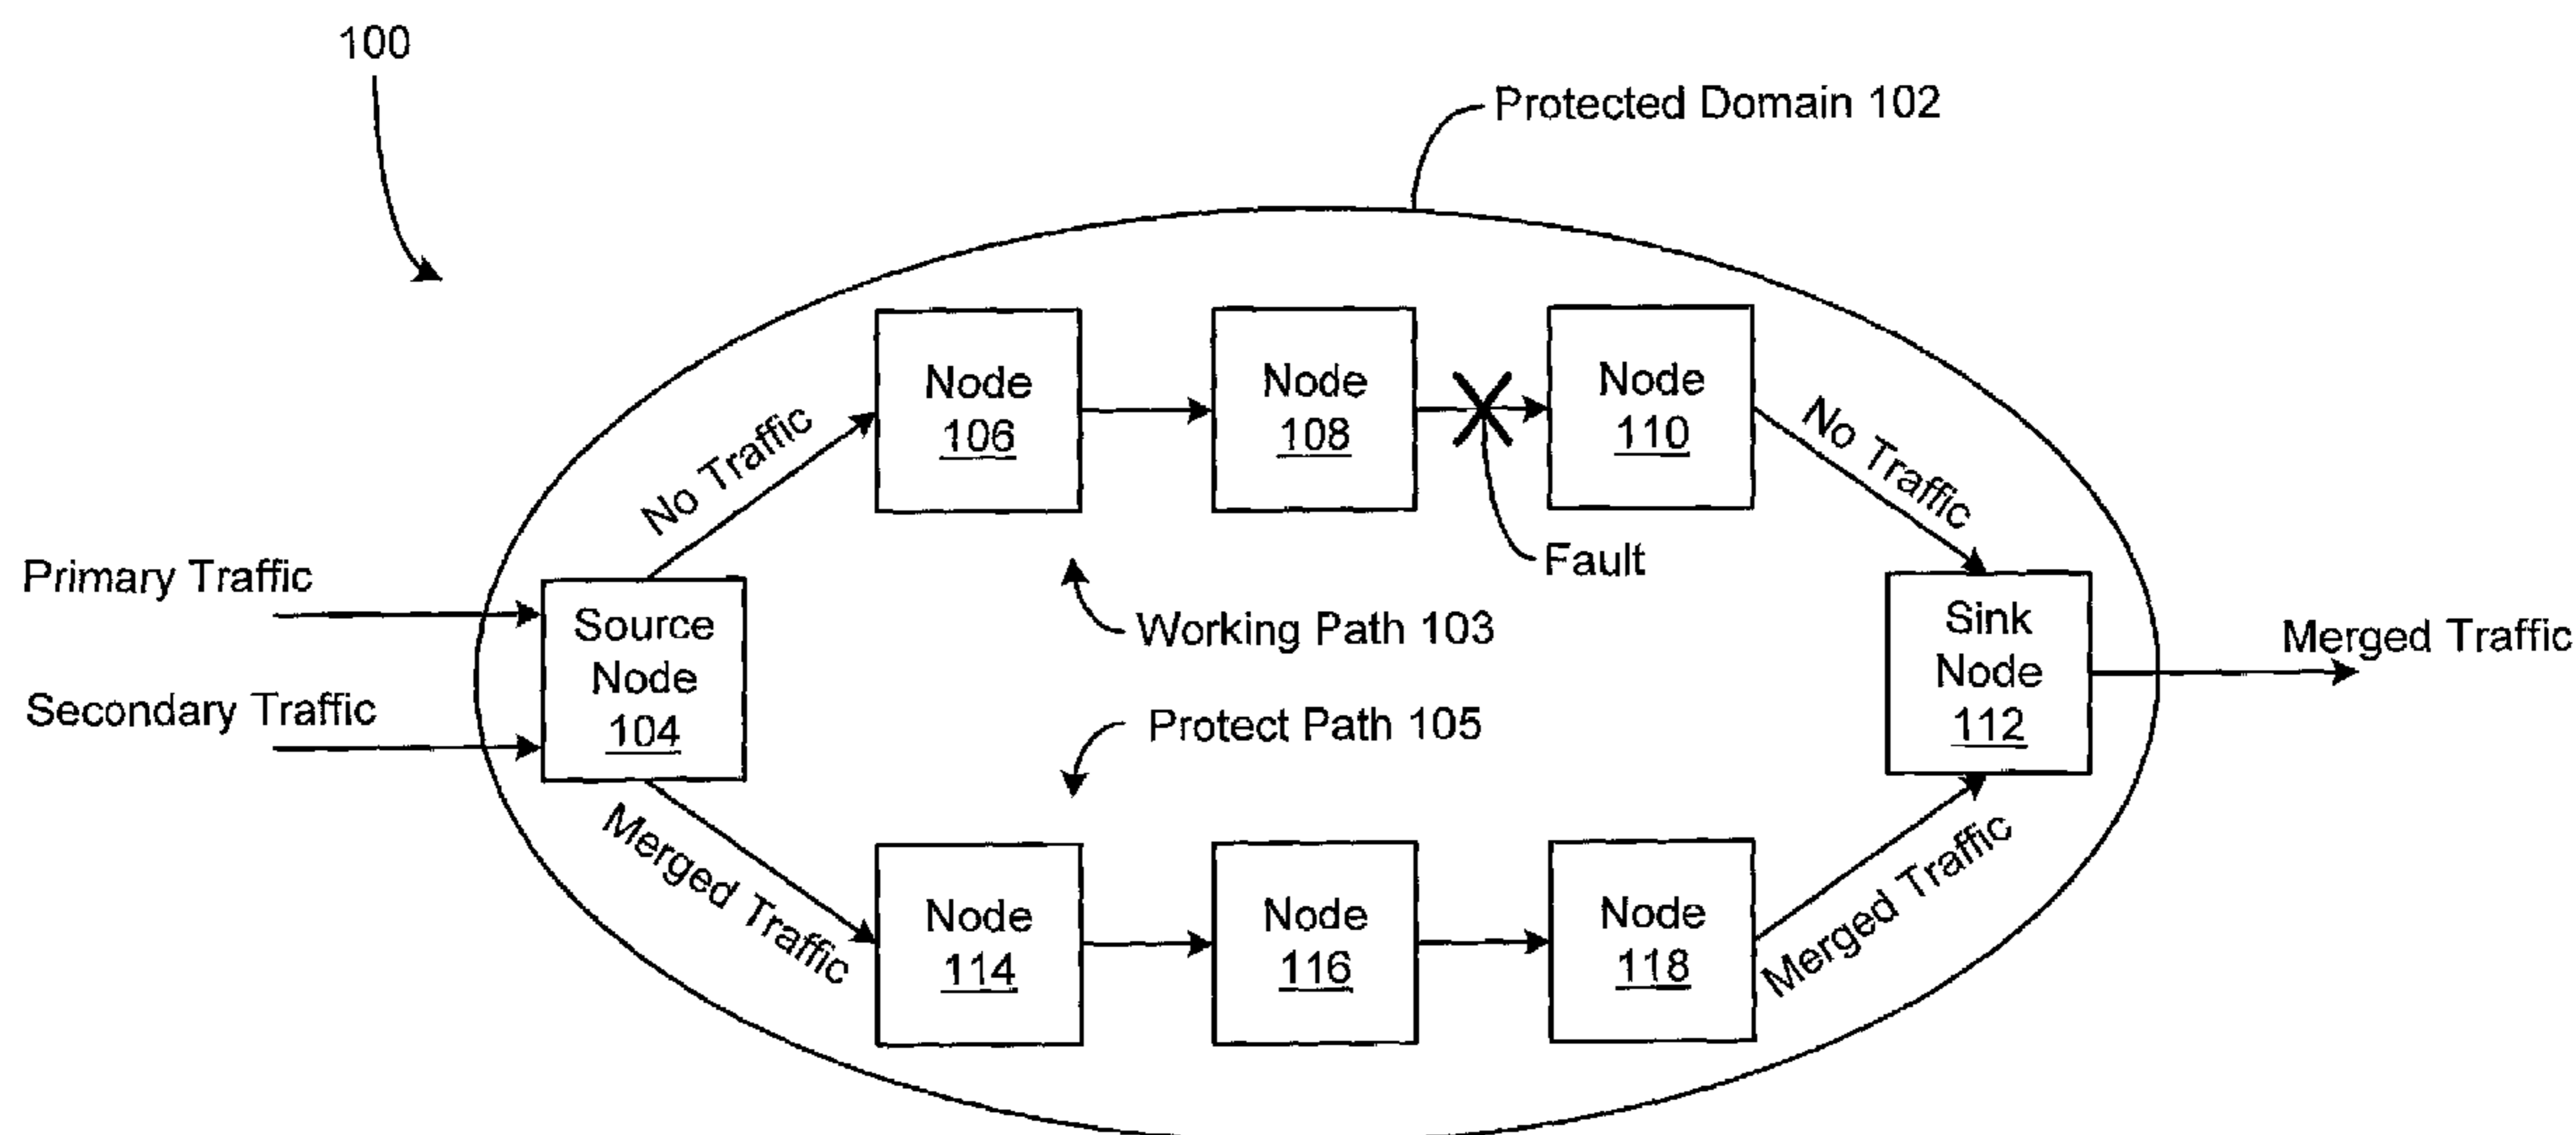 100
Protected Domain 102
Node
106
Node
108
Node
110
No Traffic
No Traffic
Fault
Primary Traffic
Secondary Traffic
Source
Node
104
Working Path 103
Protect Path 105
Sink
Node
112
Merged Traffic
Merged Traffic
Merged Traffic
Node
114
Node
116
Node
118